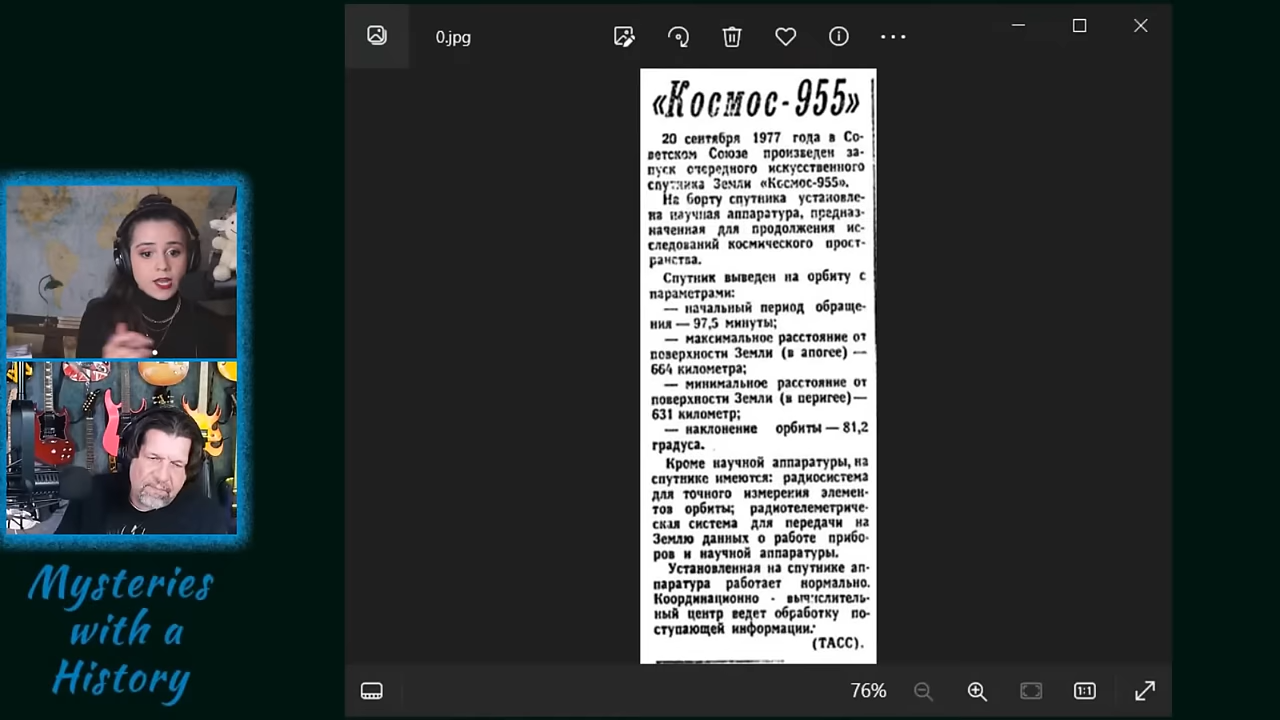 0.jpg
«Космос-955»
20 сентября 1977 года в Со-
ветском Союзе произведен за-
пуск очередного искусственного
спутника Земли «Космос-955».
На борту спутника установле-
на научная аппаратура, предназ-
наченная для продолжения ис-
следований космического прост-
ранства.
Спутник выведен на орбиту с
параметрами:
— начальный период обраще-
ния — 97,5 минуты;
— максимальное расстояние от
поверхности Земли (в апогее) —
664 километра;
— минимальное расстояние от
поверхности Земли (в перигее) —
631 километр;
— наклонение орбиты — 81,2
градуса.
Кроме научной аппаратуры, на
спутнике имеются: радиосистема
для точного измерения элемен-
тов орбиты; радиотелеметриче-
ская система для передачи на
Землю данных о работе прибо-
ров и научной аппаратуры.
Установленная на спутнике ап-
паратура работает нормально.
Координационно - вычислитель-
ный центр ведет обработку по-
ступающей информации.
(ТАСС).
Mysteries
with a
History
76%
1:1